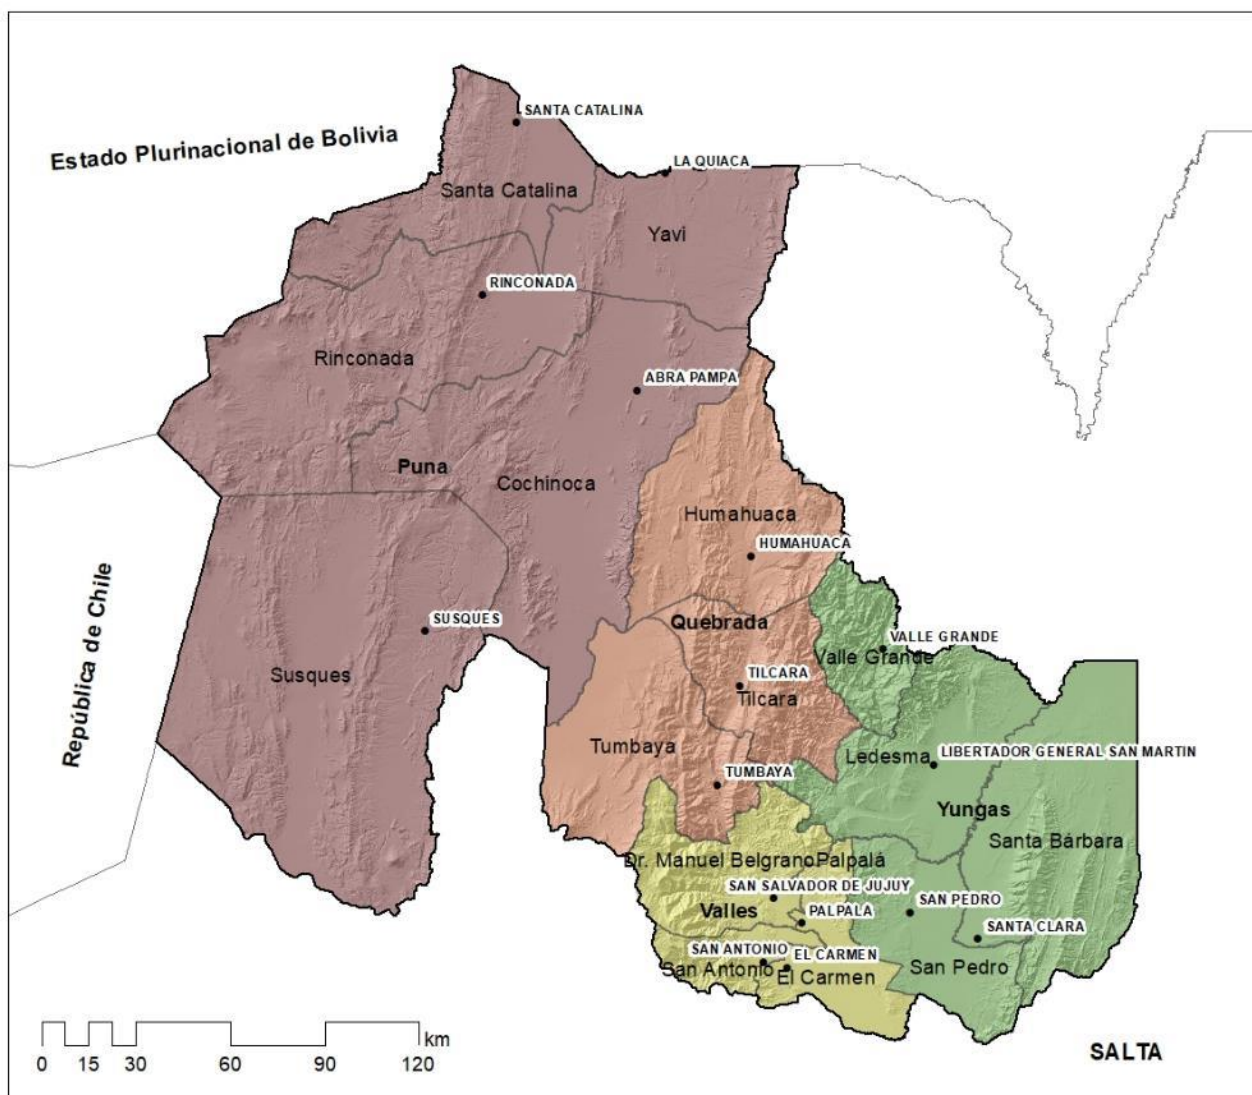 SANTA CATALINA
Estado Plurinacional de Bolivia
LA QUIACA
Santa Catalina
Yavi
RINCONADA
Rinconada
ABRA PAMPA
Puna
Cochinoca
Humahuaca
HUMAHUACA
República de Chile
SUSQUES
Quebrada
VALLE GRANDE
Valle Grande
Susques
TILCARA
Tilcara
Tumbaya
Ledesma
LIBERTADOR GENERAL SAN MARTIN
TUMBAYA
Yungas
Santa Bárbara
Dr. Manuel Belgrano
Palpalá
SAN SALVADOR DE JUJUY
SAN PEDRO
Valles
PALPALA
SANTA CLARA
SAN ANTONIO
EL CARMEN
San Antonio
El Carmen
San Pedro
km
0 15 30 60 90 120
SALTA